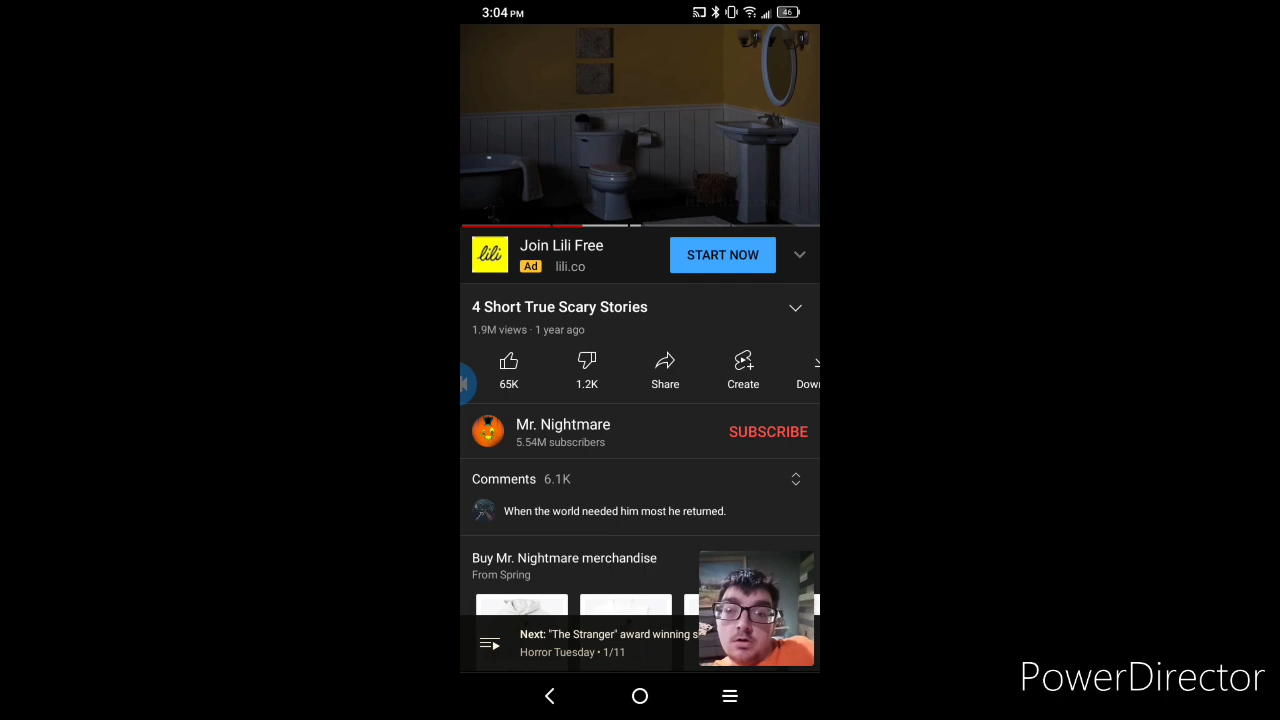 3:04 PM
46
lili
Join Lili Free
START NOW
Ad
lili.co
4 Short True Scary Stories
1.9M views · 1 year ago
65K
1.2K
Share
Create
Dow
Mr. Nightmare
SUBSCRIBE
5.54M subscribers
Comments 6.1K
When the world needed him most he returned.
Buy Mr. Nightmare merchandise
From Spring
Next: "The Stranger" award winning s
Horror Tuesday • 1/11
PowerDirector